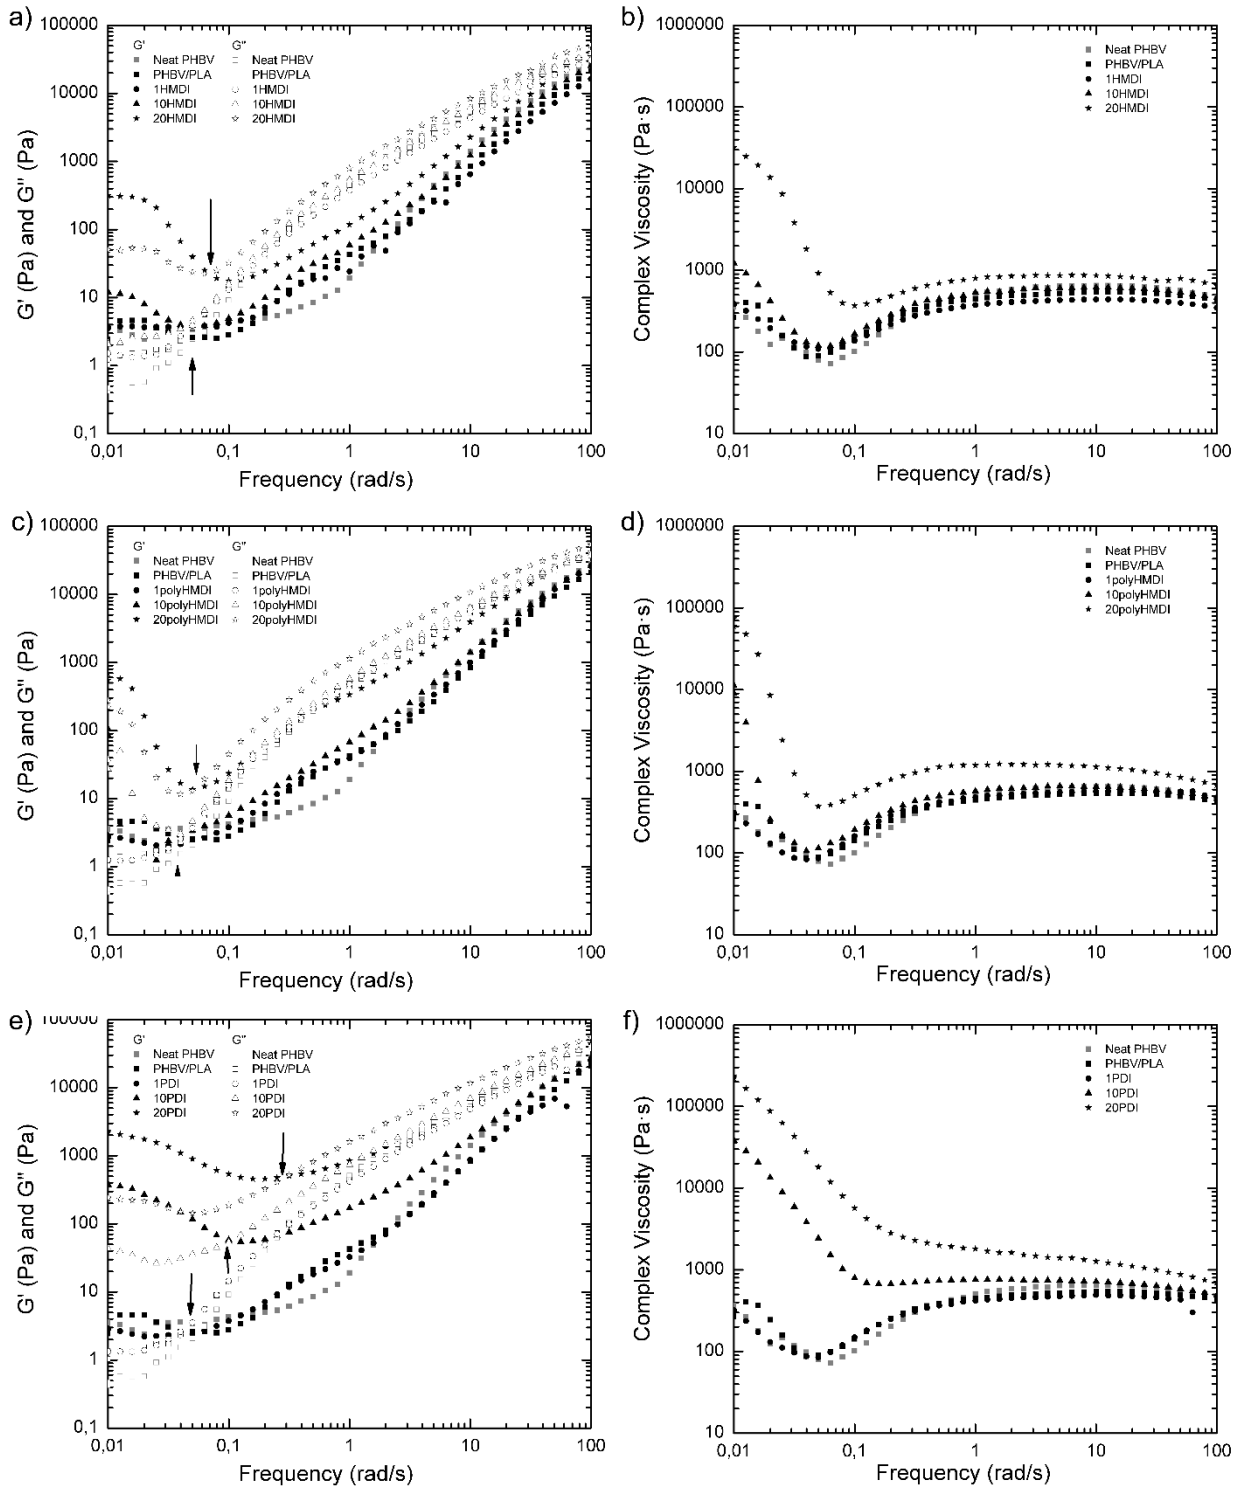 a)
G' (Pa) and G'' (Pa)
100000
10000
1000
100
10
1
0,1
G' G''
Neat PHBV Neat PHBV
PHBV/PLA PHBV/PLA
1HMDI 1HMDI
10HMDI 10HMDI
20HMDI 20HMDI
0,01 0,1 1 10 100
Frequency (rad/s)
b)
Complex Viscosity (Pa·s)
1000000
100000
10000
1000
100
10
Neat PHBV
PHBV/PLA
1HMDI
10HMDI
20HMDI
0,01 0,1 1 10 100
Frequency (rad/s)
c)
G' (Pa) and G'' (Pa)
100000
10000
1000
100
10
1
0,1
G' G''
Neat PHBV Neat PHBV
PHBV/PLA PHBV/PLA
1polyHMDI 1polyHMDI
10polyHMDI 10polyHMDI
20polyHMDI 20polyHMDI
0,01 0,1 1 10 100
Frequency (rad/s)
d)
Complex Viscosity (Pa·s)
1000000
100000
10000
1000
100
10
Neat PHBV
PHBV/PLA
1polyHMDI
10polyHMDI
20polyHMDI
0,01 0,1 1 10 100
Frequency (rad/s)
e)
G' (Pa) and G'' (Pa)
100000
10000
1000
100
10
1
0,1
G' G''
Neat PHBV Neat PHBV
PHBV/PLA PHBV/PLA
1PDI 1PDI
10PDI 10PDI
20PDI 20PDI
0,01 0,1 1 10 100
Frequency (rad/s)
f)
Complex Viscosity (Pa·s)
1000000
100000
10000
1000
100
10
Neat PHBV
PHBV/PLA
1PDI
10PDI
20PDI
0,01 0,1 1 10 100
Frequency (rad/s)